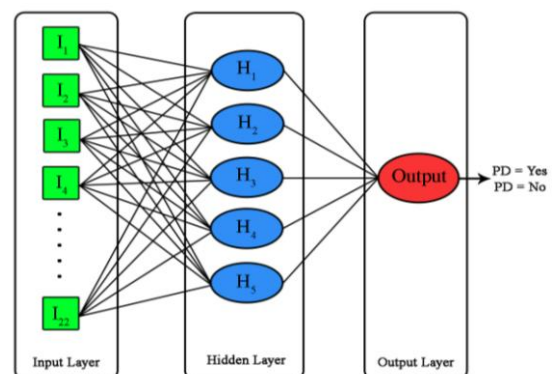 I1
I2
I3
I4
I22
Input Layer
H1
H2
H3
H4
H5
Hidden Layer
Output
Output Layer
PD = Yes
PD = No